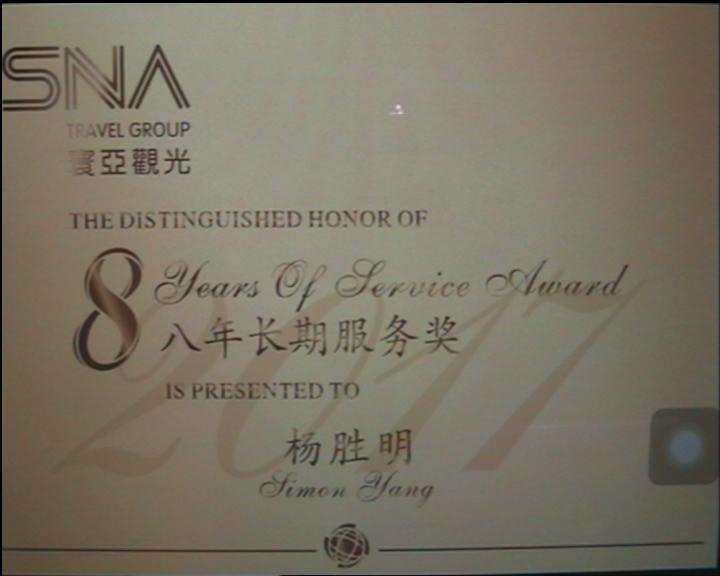 SNA
TRAVEL GROUP
寰亞觀光
THE DISTINGUISHED HONOR OF
8 Years Of Service Award
八年长期服务奖
2017
IS PRESENTED TO
杨胜明
Simon Yang